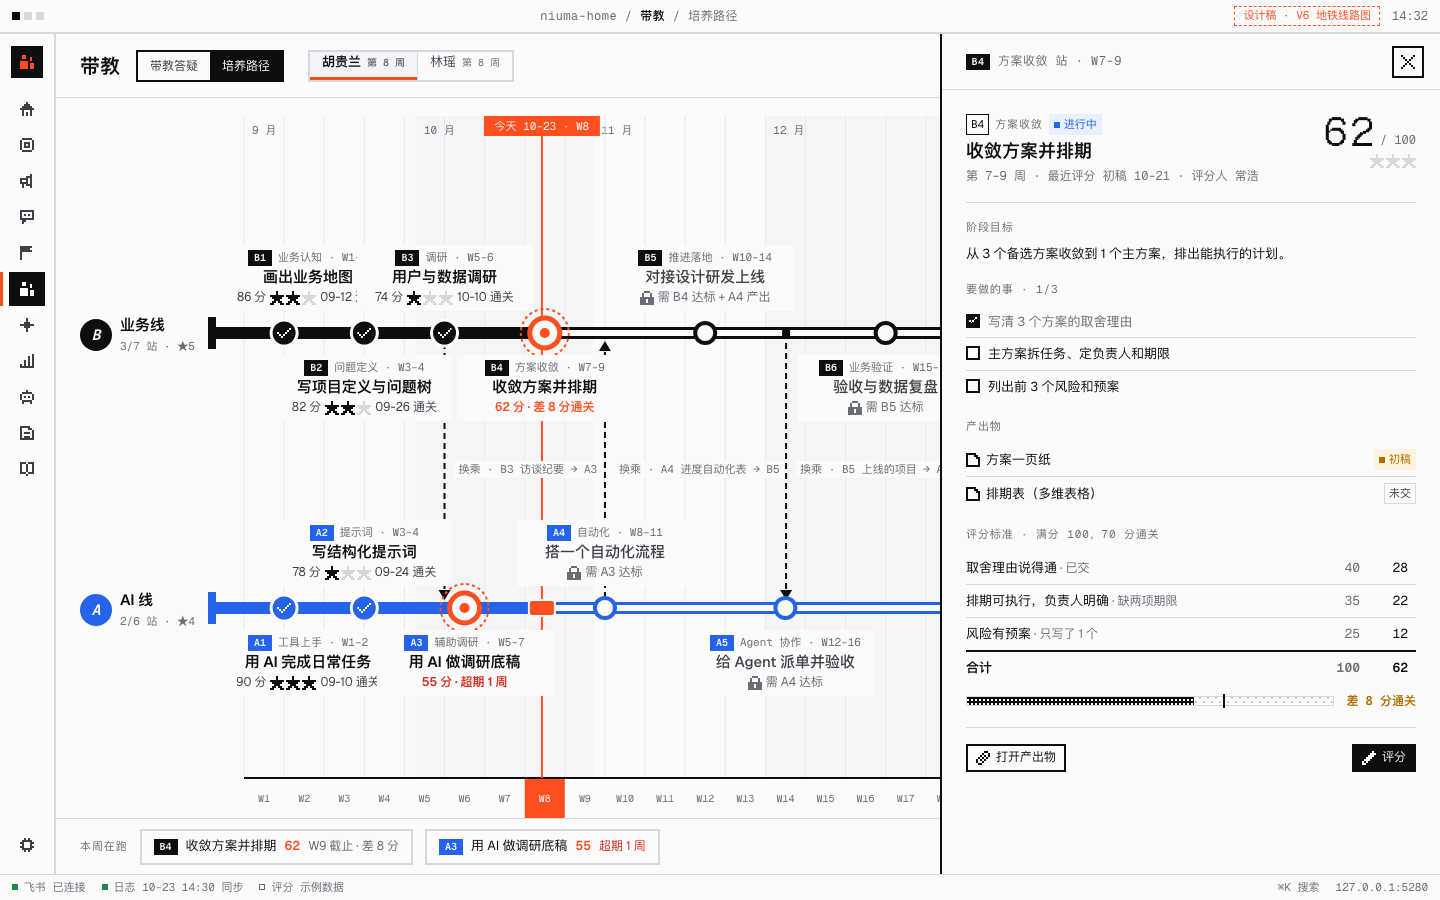 niuma-home / 带教 / 培养路径
设计稿 · V6 地铁线路图
14:32
带教
带教答疑
培养路径
胡贵兰 第 8 周
林瑶 第 8 周
9 月
10 月
今天 10-23 · W8
11 月
12 月
B1 业务认知 · W1-
画出业务地图
86 分 09-12
B3 调研 · W5-6
用户与数据调研
74 分 10-10 通关
B5 推进落地 · W10-14
对接设计研发上线
需 B4 达标 + A4 产出
B 业务线
3/7 站 · ★5
B2 问题定义 · W3-4
写项目定义与问题树
82 分 09-26 通关
B4 方案收敛 · W7-9
收敛方案并排期
62 分 · 差 8 分通关
B6 业务验证 · W15-
验收与数据复盘
需 B5 达标
换乘 · B3 访谈纪要 → A3
换乘 · A4 进度自动化表 → B5
换乘 · B5 上线的项目 → A
A2 提示词 · W3-4
写结构化提示词
78 分 09-24 通关
A4 自动化 · W8-11
搭一个自动化流程
需 A3 达标
A AI 线
2/6 站 · ★4
A1 工具上手 · W1-2
用 AI 完成日常任务
90 分 09-10 通关
A3 辅助调研 · W5-7
用 AI 做调研底稿
55 分 · 超期 1 周
A5 Agent 协作 · W12-16
给 Agent 派单并验收
需 A4 达标
W1 W2 W3 W4 W5 W6 W7 W8 W9 W10 W11 W12 W13 W14 W15 W16 W17
本周在跑
B4 收敛方案并排期 62 W9 截止 · 差 8 分
A3 用 AI 做调研底稿 55 超期 1 周
B4 方案收敛 站 · W7-9
B4 方案收敛 进行中
收敛方案并排期
62 / 100
第 7-9 周 · 最近评分 初稿 10-21 · 评分人 常浩
阶段目标
从 3 个备选方案收敛到 1 个主方案，排出能执行的计划。
要做的事 · 1/3
写清 3 个方案的取舍理由
主方案拆任务、定负责人和期限
列出前 3 个风险和预案
产出物
方案一页纸 初稿
排期表（多维表格） 未交
评分标准 · 满分 100，70 分通关
取舍理由说得通 · 已交 40 28
排期可执行，负责人明确 · 缺两项期限 35 22
风险有预案 · 只写了 1 个 25 12
合计 100 62
差 8 分通关
打开产出物
评分
飞书 已连接
日志 10-23 14:30 同步
评分 示例数据
⌘K 搜索
127.0.0.1:5280